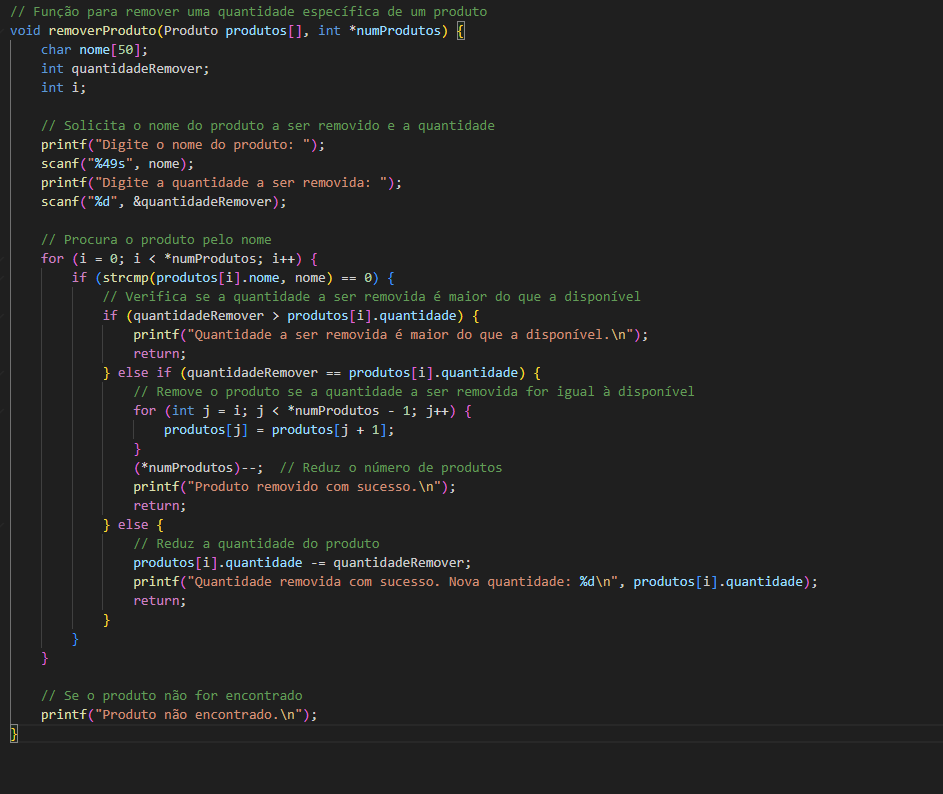 // Função para remover uma quantidade específica de um produto
void removerProduto(Produto produtos[], int *numProdutos) {
    char nome[50];
    int quantidadeRemover;
    int i;

    // Solicita o nome do produto a ser removido e a quantidade
    printf("Digite o nome do produto: ");
    scanf("%49s", nome);
    printf("Digite a quantidade a ser removida: ");
    scanf("%d", &quantidadeRemover);

    // Procura o produto pelo nome
    for (i = 0; i < *numProdutos; i++) {
        if (strcmp(produtos[i].nome, nome) == 0) {
            // Verifica se a quantidade a ser removida é maior do que a disponível
            if (quantidadeRemover > produtos[i].quantidade) {
                printf("Quantidade a ser removida é maior do que a disponível.\n");
                return;
            } else if (quantidadeRemover == produtos[i].quantidade) {
                // Remove o produto se a quantidade a ser removida for igual à disponível
                for (int j = i; j < *numProdutos - 1; j++) {
                    produtos[j] = produtos[j + 1];
                }
                (*numProdutos)--;  // Reduz o número de produtos
                printf("Produto removido com sucesso.\n");
                return;
            } else {
                // Reduz a quantidade do produto
                produtos[i].quantidade -= quantidadeRemover;
                printf("Quantidade removida com sucesso. Nova quantidade: %d\n", produtos[i].quantidade);
                return;
            }
        }
    }

    // Se o produto não for encontrado
    printf("Produto não encontrado.\n");
}